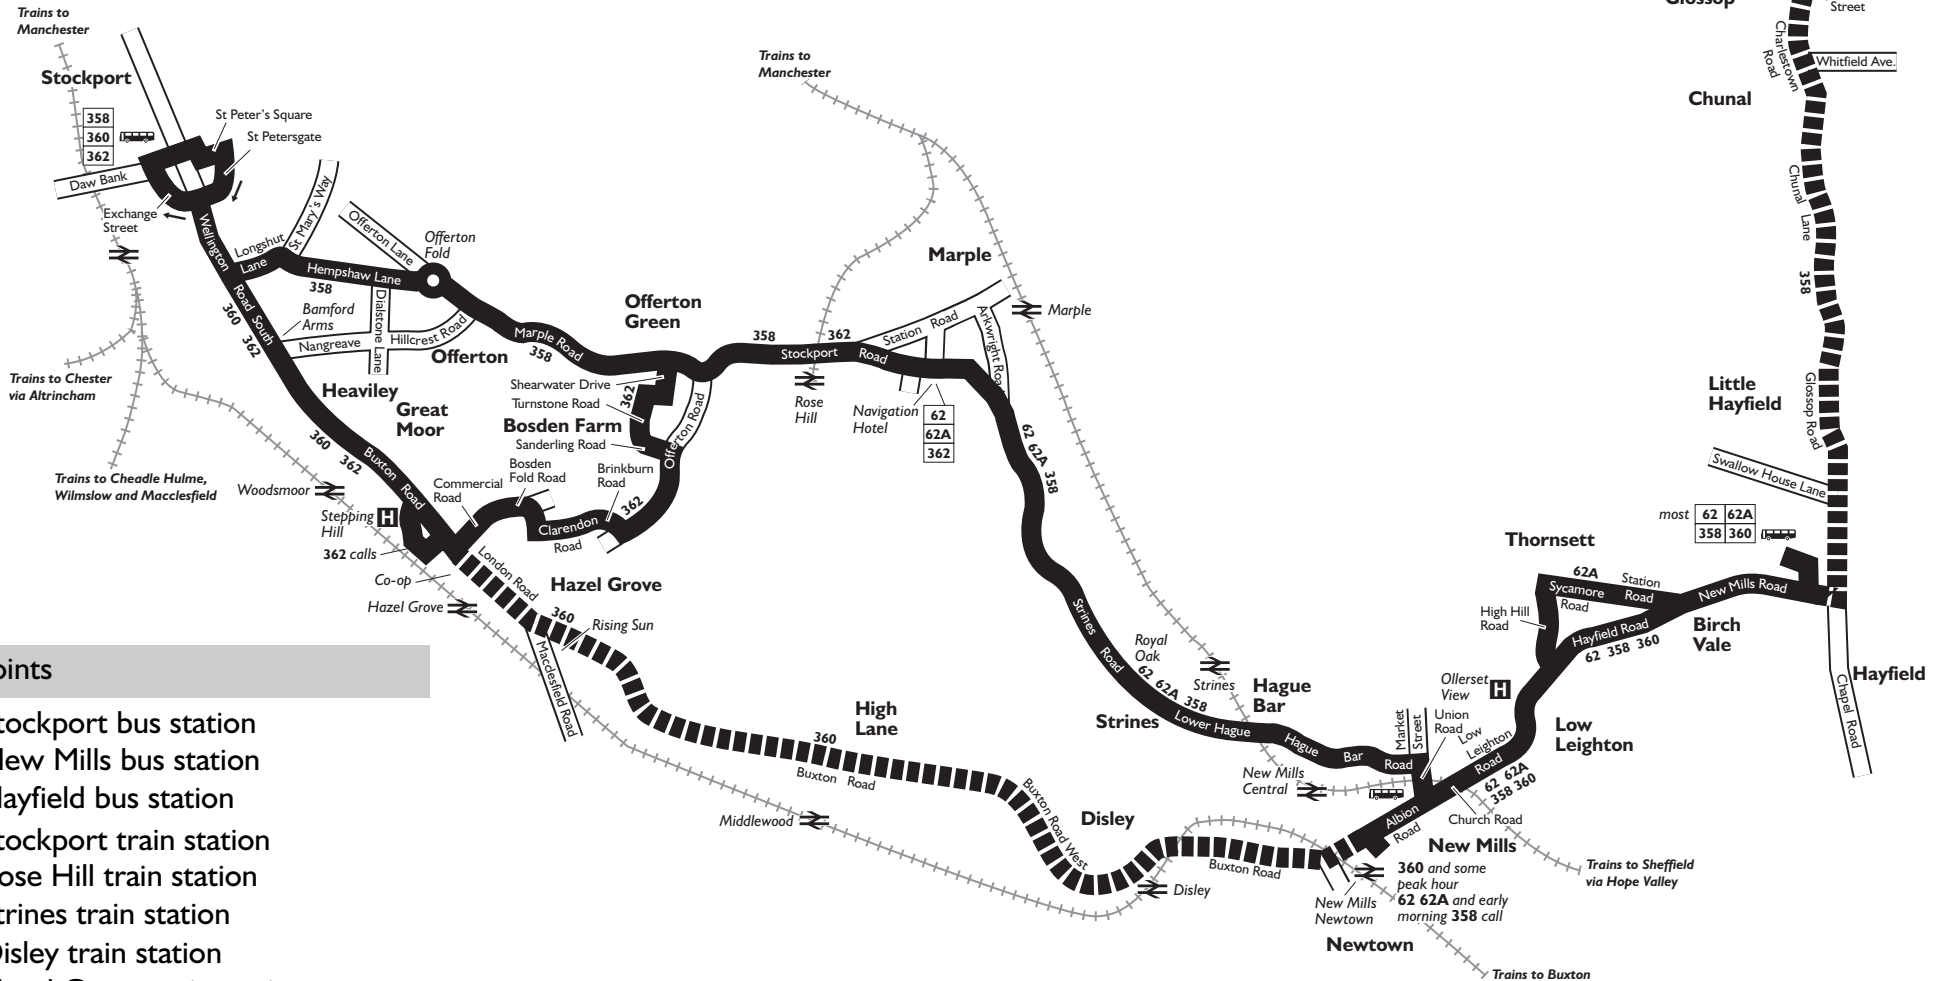 Trains to
Manchester
Stockport
358
360
362
St Peter's Square
St Petersgate
Daw Bank
Exchange
Street
Wellington
Road South
Longshut
Lane
St Mary's Way
Offerton Lane
Offerton
Fold
Hempshaw Lane
358
360
362
Bamford
Arms
Dialstone Lane
Nangreave
Hillcrest Road
Offerton
Marple Road
358
Offerton
Green
Trains to
Manchester
Marple
Marple
358
362
Stockport Road
Station Road
Arkwright Road
Rose
Hill
Navigation
Hotel
62
62A
362
62 62A 358
Trains to Chester
via Altrincham
Trains to Cheadle Hulme,
Wilmslow and Macclesfield
Heaviley
Great
Moor
360
362
Buxton Road
Woodsmoor
Stepping
Hill
H
362 calls
Co-op
Hazel Grove
Shearwater Drive
362
Turnstone Road
Bosden Farm
Sanderling Road
Offerton Road
Bosden
Fold Road
Brinkburn
Road
Commercial
Road
362
Clarendon
Road
London Road
Hazel Grove
360
Rising Sun
Macclesfield Road
High
Lane
360
Buxton Road
Middlewood
Buxton Road West
Disley
Disley
Buxton Road
Strines
Road
Royal
Oak
62 62A 358
Strines
Strines
Lower Hague
Hague
Bar
Hague Bar Road
New Mills
Central
Market
Street
Union
Road
Ollerset
View
H
Low
Leighton
Road
62 62A
358 360
Low
Leighton
Albion
Road
Church Road
New Mills
360 and some
peak hour
62 62A and early
morning 358 call
New Mills
Newtown
Newtown
Trains to Sheffield
via Hope Valley
Trains to Buxton
Thornsett
62A
Station
Road
Sycamore
Road
High Hill
Road
Hayfield Road
62 358 360
New Mills Road
Birch
Vale
most
62
62A
358
360
Hayfield
Chapel Road
Swallow House Lane
Little
Hayfield
Glossop Road
358
Chunal Lane
Chunal
Charlestown
Road
Whitfield Ave.
Street
Glossop
oints
tockport bus station
New Mills bus station
Hayfield bus station
tockport train station
ose Hill train station
trines train station
Disley train station